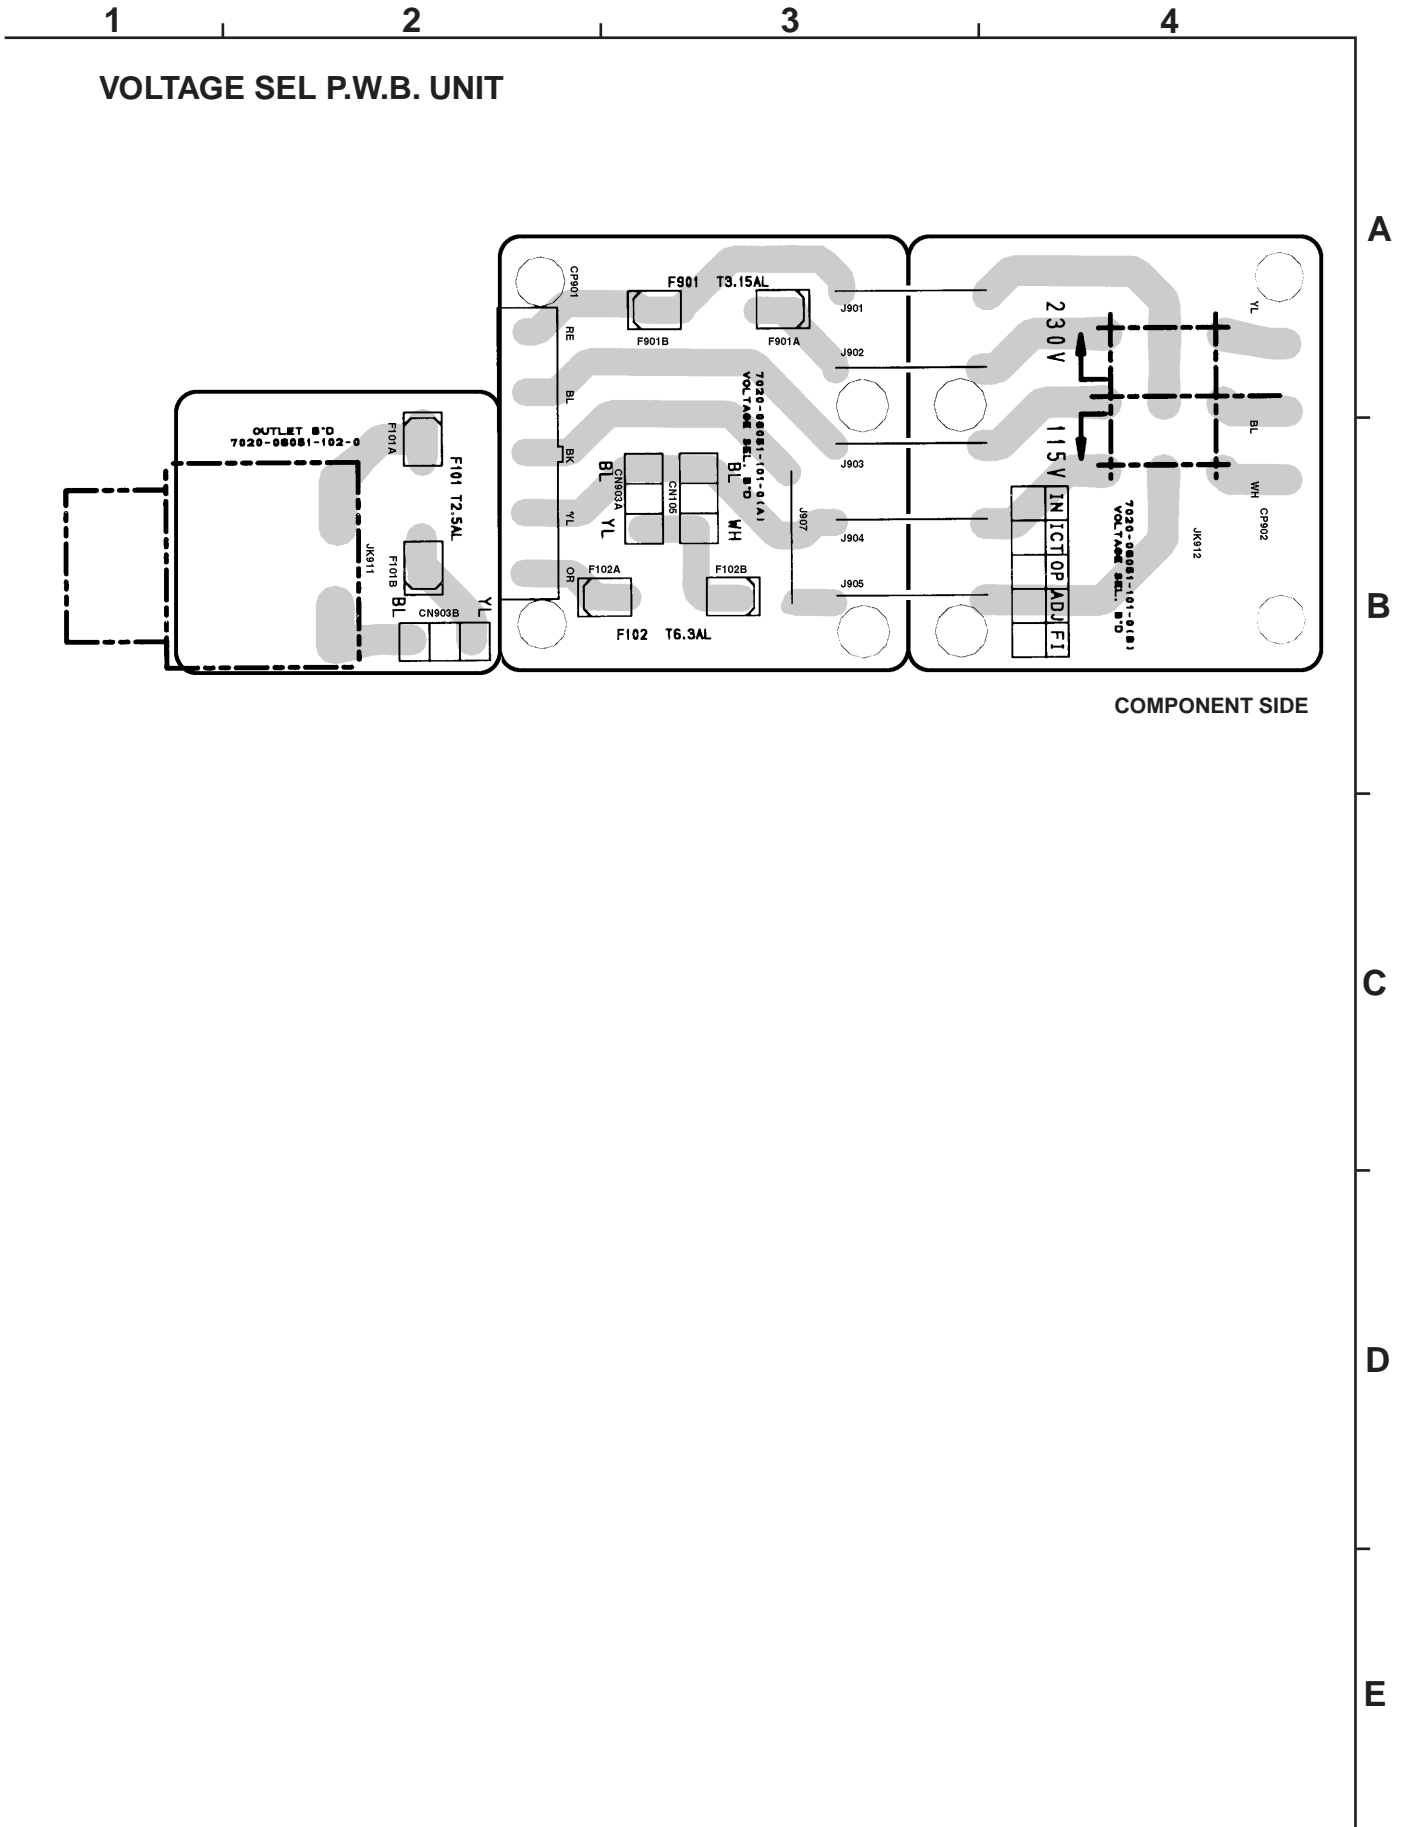 1 2 3 4
VOLTAGE SEL P.W.B. UNIT
A
B
C
D
E
OUTLET B'D
7020-06051-102-0
F101A
F101 T2.5AL
JK911
F101B
BL
CN903B
YL
CP901
RE
BL
BK
YL
OR
F901 T3.15AL
F901B
F901A
7020-06051-101-0(A)
VOLTAGE SEL. B'D
BL
CN903A
YL
CN105
BL
WH
J907
F102A
F102B
F102 T6.3AL
J901
J902
J903
J904
J905
230V
115V
IN ICT OP ADJ FI
7020-06051-101-0(B)
VOLTAGE SEL. B'D
JK912
YL
BL
WH
CP902
COMPONENT SIDE